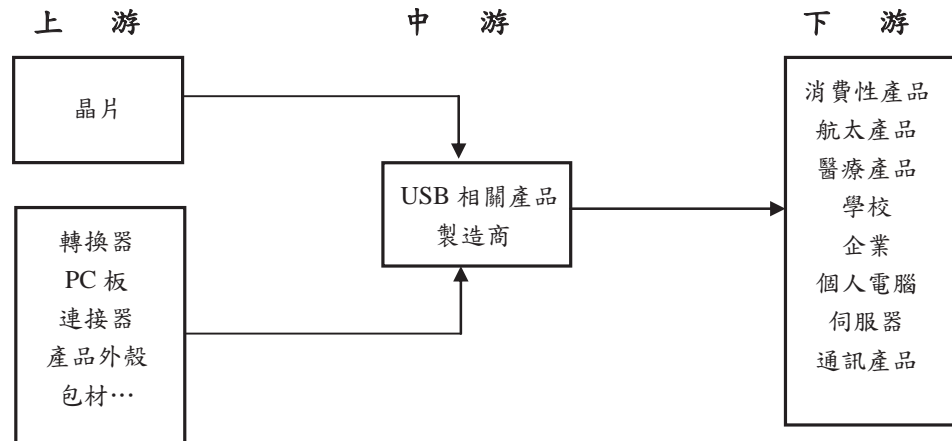 上 游
中 游
下 游
晶片
轉換器
PC 板
連接器
產品外殼
包材…
USB 相關產品
製造商
消費性產品
航太產品
醫療產品
學校
企業
個人電腦
伺服器
通訊產品